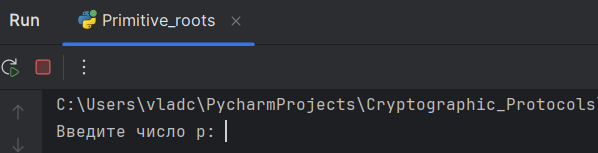 Run Primitive_roots
C:\Users\vladc\PycharmProjects\Cryptographic_Protocols
Введите число p: